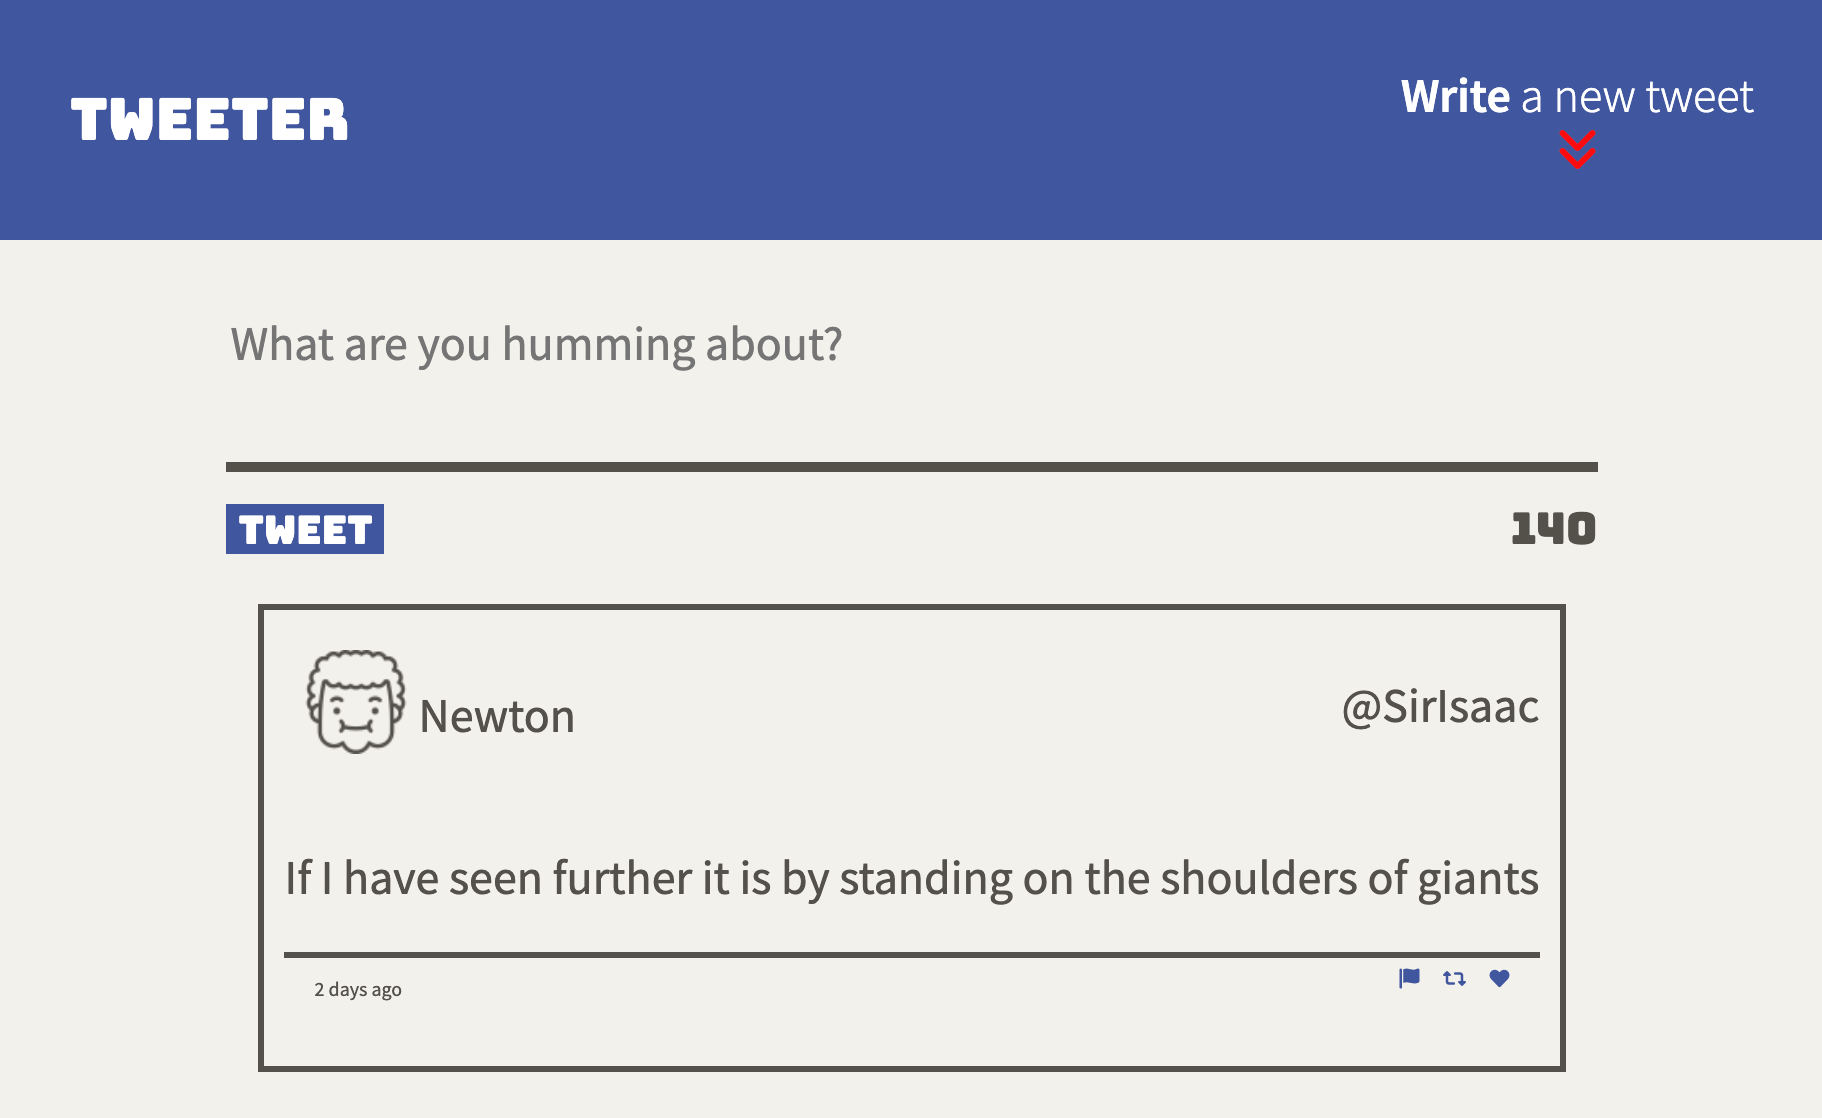 TWEETER
Write a new tweet
What are you humming about?
TWEET
140
Newton
@SirIsaac
If I have seen further it is by standing on the shoulders of giants
2 days ago